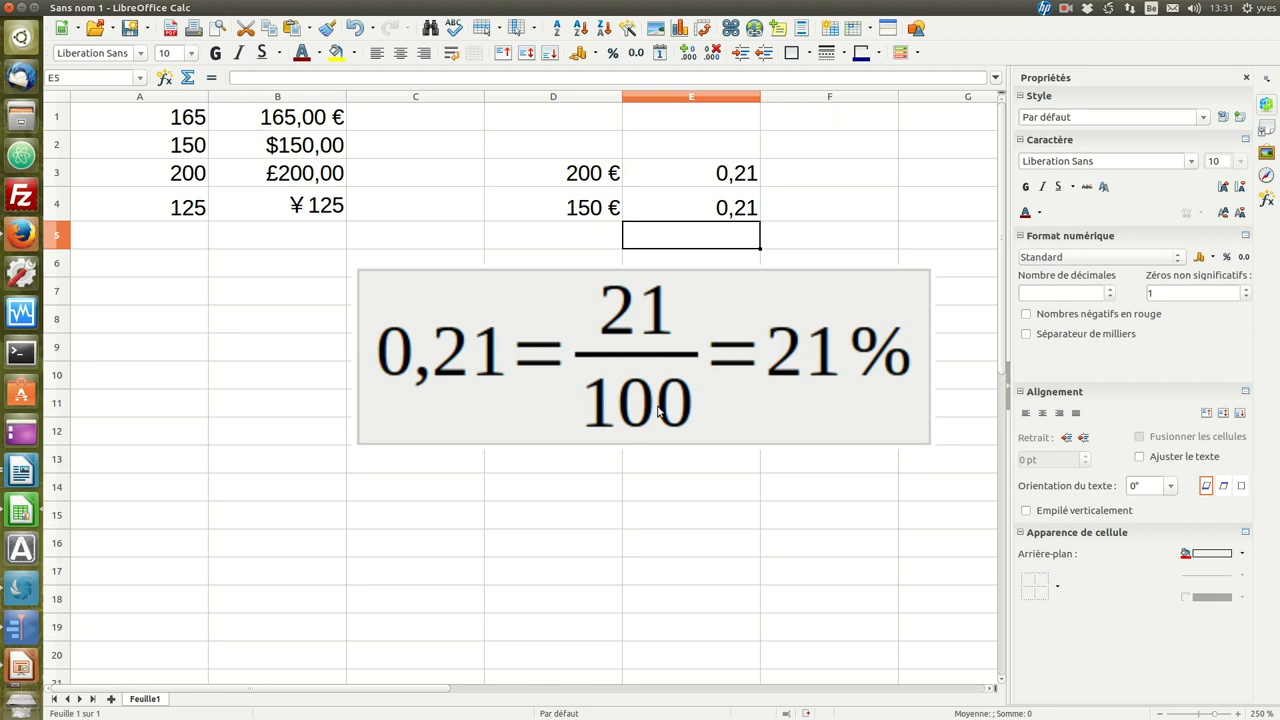 Sans nom 1 - LibreOffice Calc
Be
13:31
yves
Liberation Sans
10
E5
Propriétés
Style
Par défaut
Caractère
Liberation Sans
10
Format numérique
Standard
Nombre de décimales
Zéros non significatifs :
1
Nombres négatifs en rouge
Séparateur de milliers
Alignement
Retrait :
0 pt
Fusionner les cellules
Ajuster le texte
Orientation du texte :
0°
Empilé verticalement
Apparence de cellule
Arrière-plan :
A B C D E F G
1 165 165,00 €
2 150 $150,00
3 200 £200,00 200 € 0,21
4 125 ￥125 150 € 0,21
5
6
7
8
9
10
11
12
13
14
15
16
17
18
19
20
21
0,21 = 21/100 = 21 %
Feuille1
Feuille 1 sur 1
Par défaut
Moyenne: ; Somme: 0
250 %